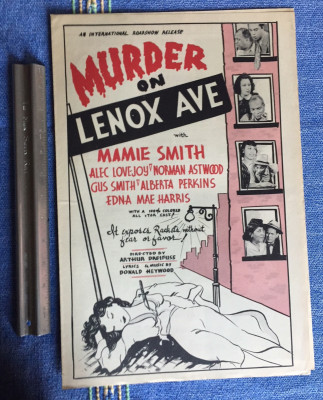 AN INTERNATIONAL ROADSHOW RELEASE
MURDER
ON
LENOX AVE
with
MAMIE SMITH
ALEC LOVEJOY * NORMAN ASTWOOD
GUS SMITH * ALBERTA PERKINS
EDNA MAE HARRIS
WITH A 100% COLORED
ALL STAR CAST!
It exposes Rackets without
fear or favor
DIRECTED BY
ARTHUR DREIFUSS
LYRICS & MUSIC BY
DONALD HEYWOOD